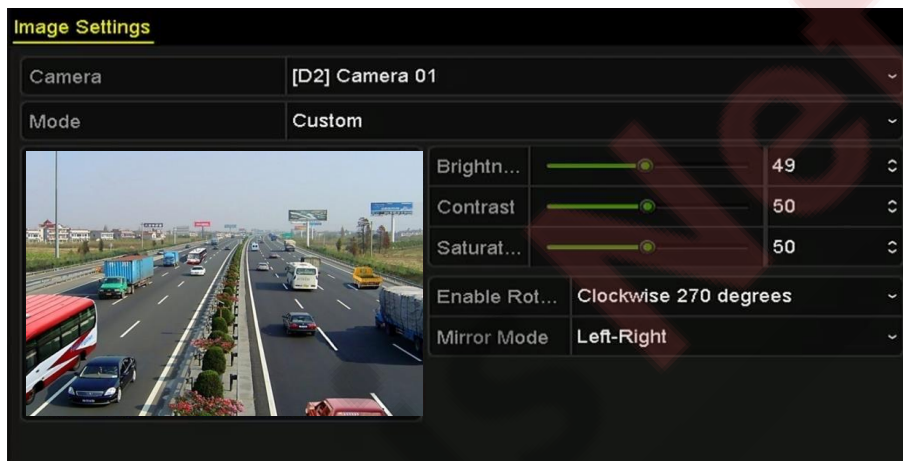 Image Settings
Camera [D2] Camera 01
Mode Custom
Brightn... 49
Contrast 50
Saturat... 50
Enable Rot... Clockwise 270 degrees
Mirror Mode Left-Right